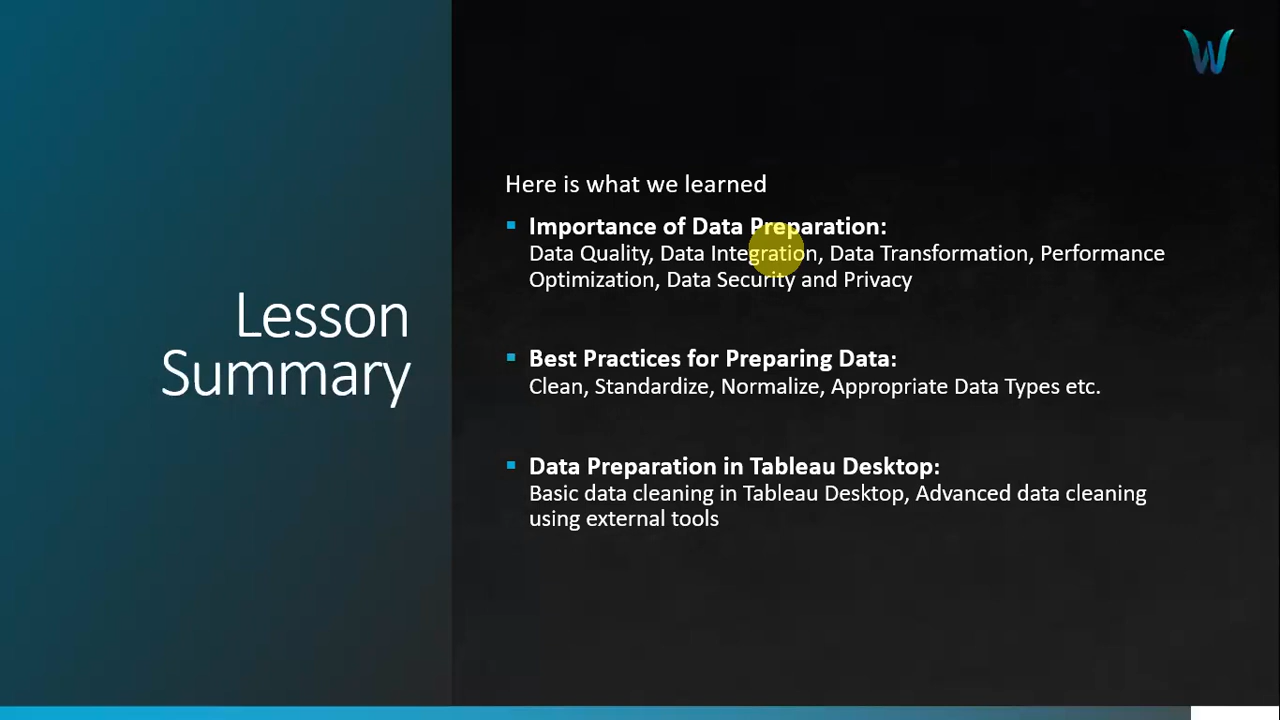 Lesson
Summary
Here is what we learned
Importance of Data Preparation:
Data Quality, Data Integration, Data Transformation, Performance
Optimization, Data Security and Privacy
Best Practices for Preparing Data:
Clean, Standardize, Normalize, Appropriate Data Types etc.
Data Preparation in Tableau Desktop:
Basic data cleaning in Tableau Desktop, Advanced data cleaning
using external tools